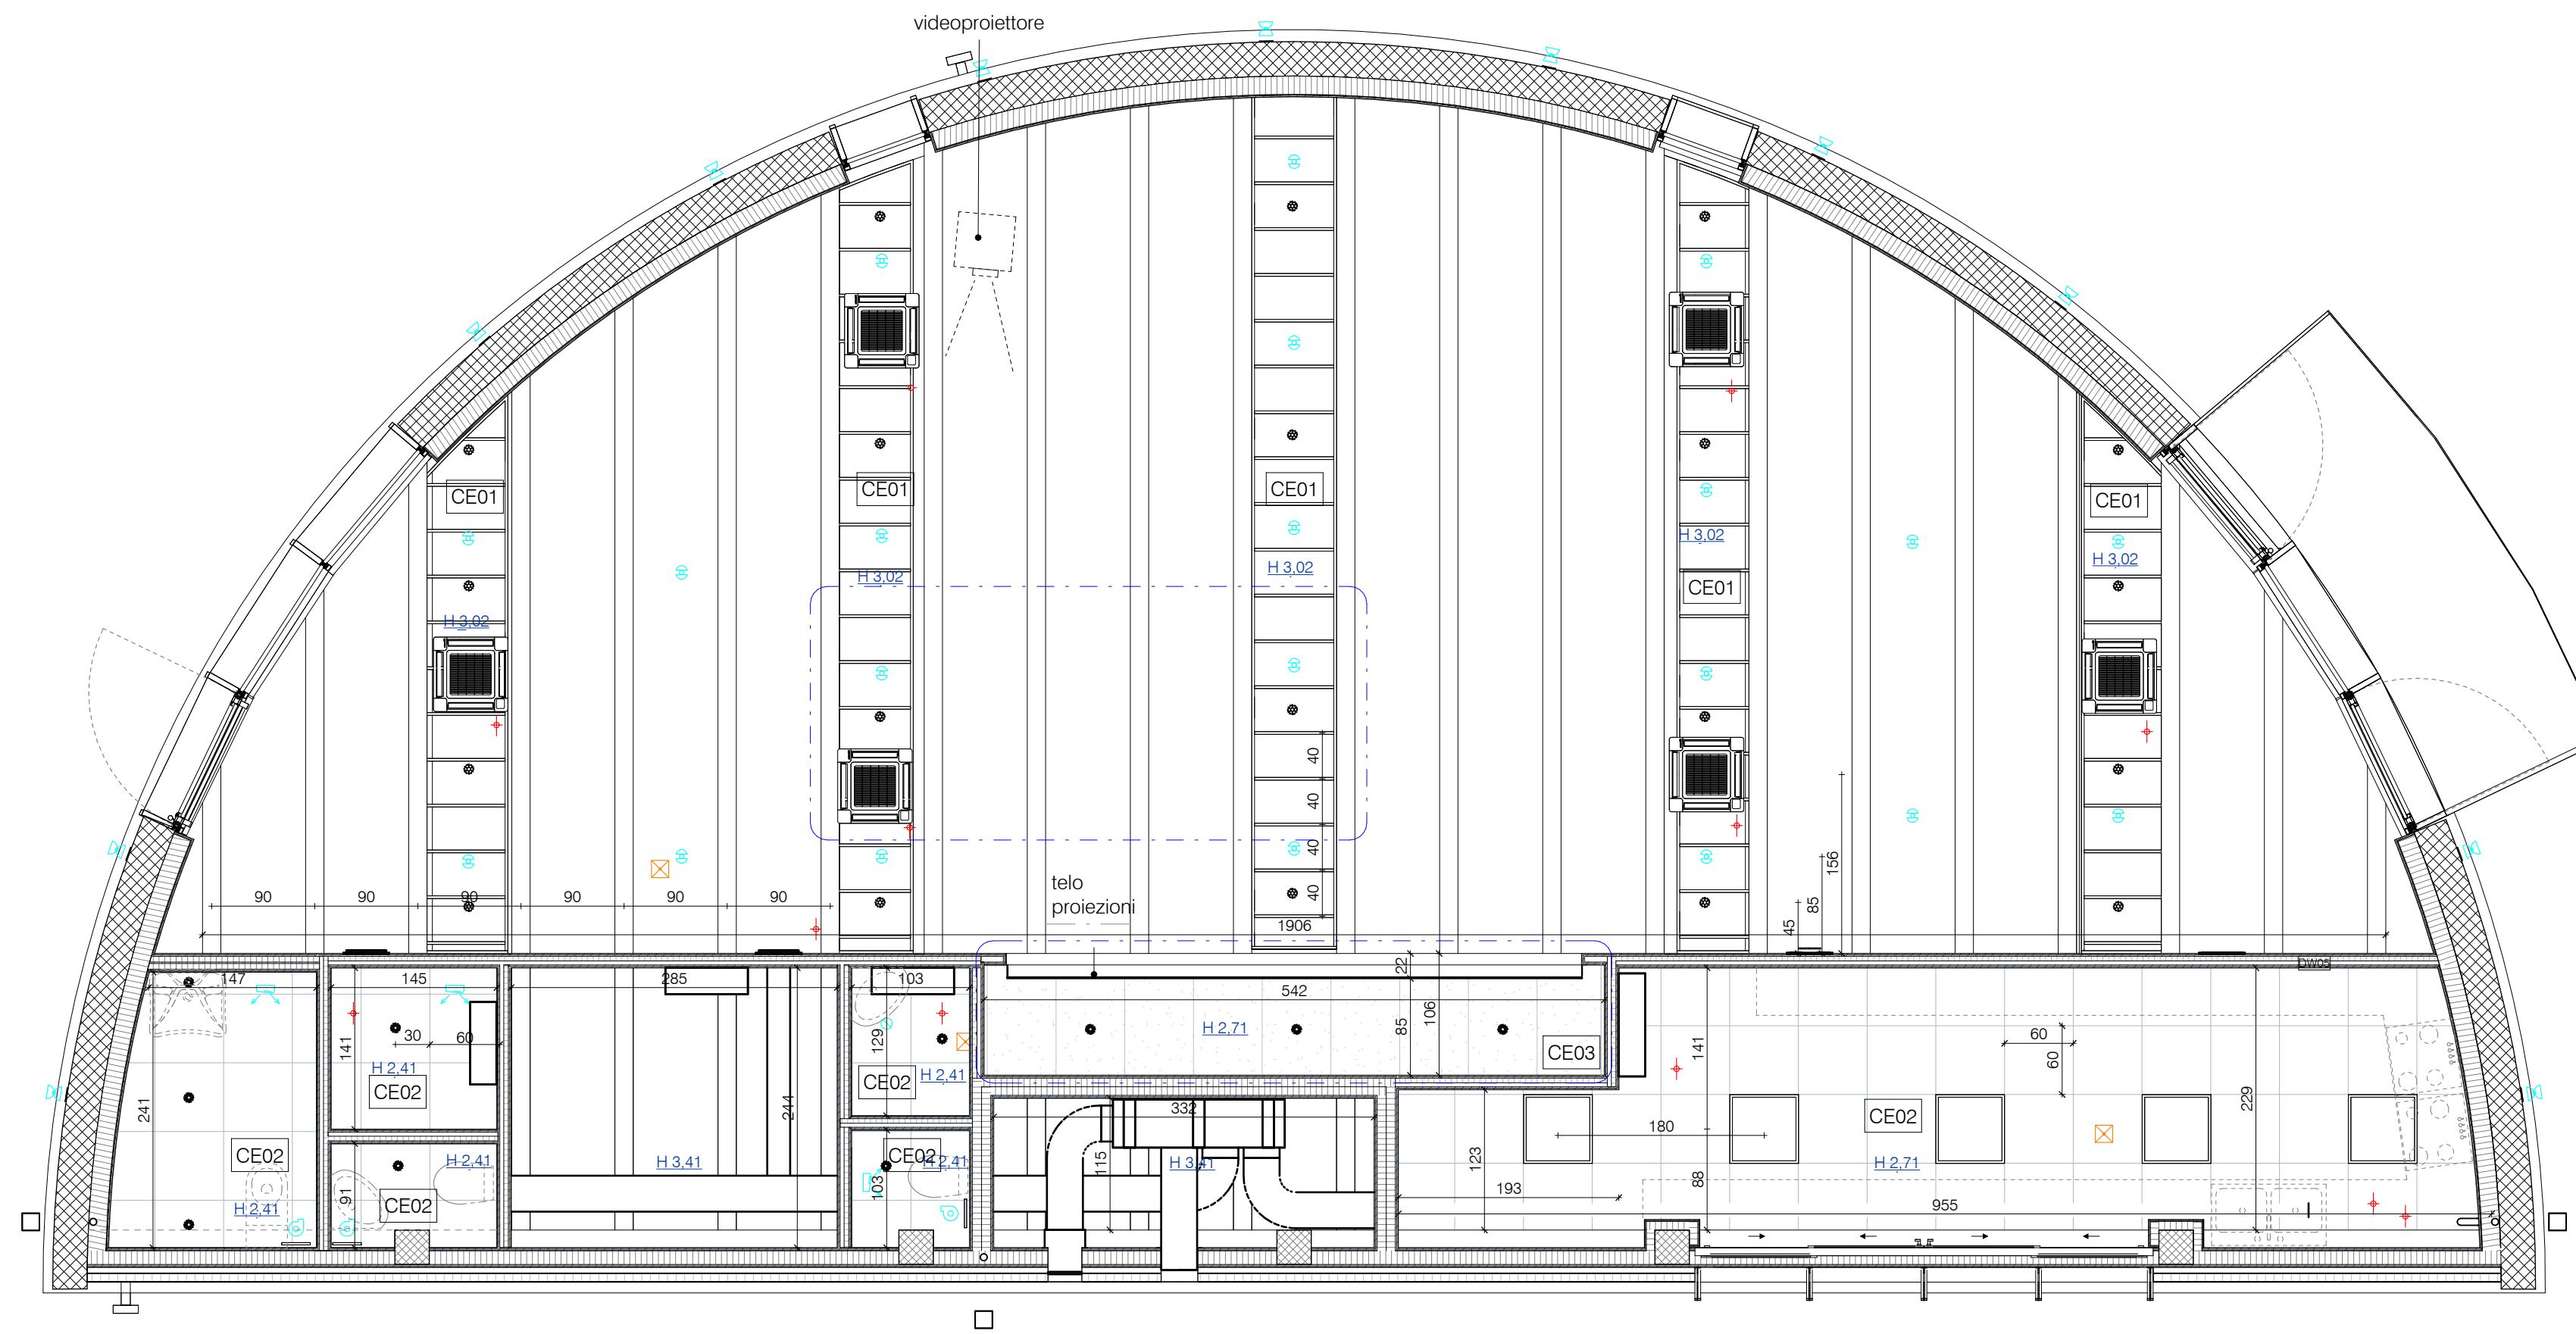 videoproiettore
CE01
CE01
CE01
CE01
H 3,02
H 3,02
H 3,02
H 3,02
CE01
H 3,02
40
40
40
40
156
85
45
telo
proiezioni
90
90
90
90
90
90
1906
147
145
285
103
22
542
106
85
DW05
H 2,71
CE03
30
60
141
H 2,41
CE02
129
CE02
H 2,41
141
60
60
229
241
244
332
CE02
180
CE02
H 2,41
H 2,41
91
CE02
H 3,41
CE02
H 2,41
103
115
H 3,41
123
193
88
H 2,71
955